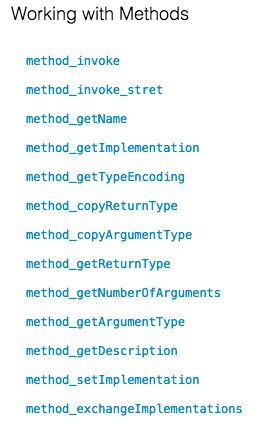 Working with Methods
method_invoke
method_invoke_stret
method_getName
method_getImplementation
method_getTypeEncoding
method_copyReturnType
method_copyArgumentType
method_getReturnType
method_getNumberOfArguments
method_getArgumentType
method_getDescription
method_setImplementation
method_exchangeImplementations